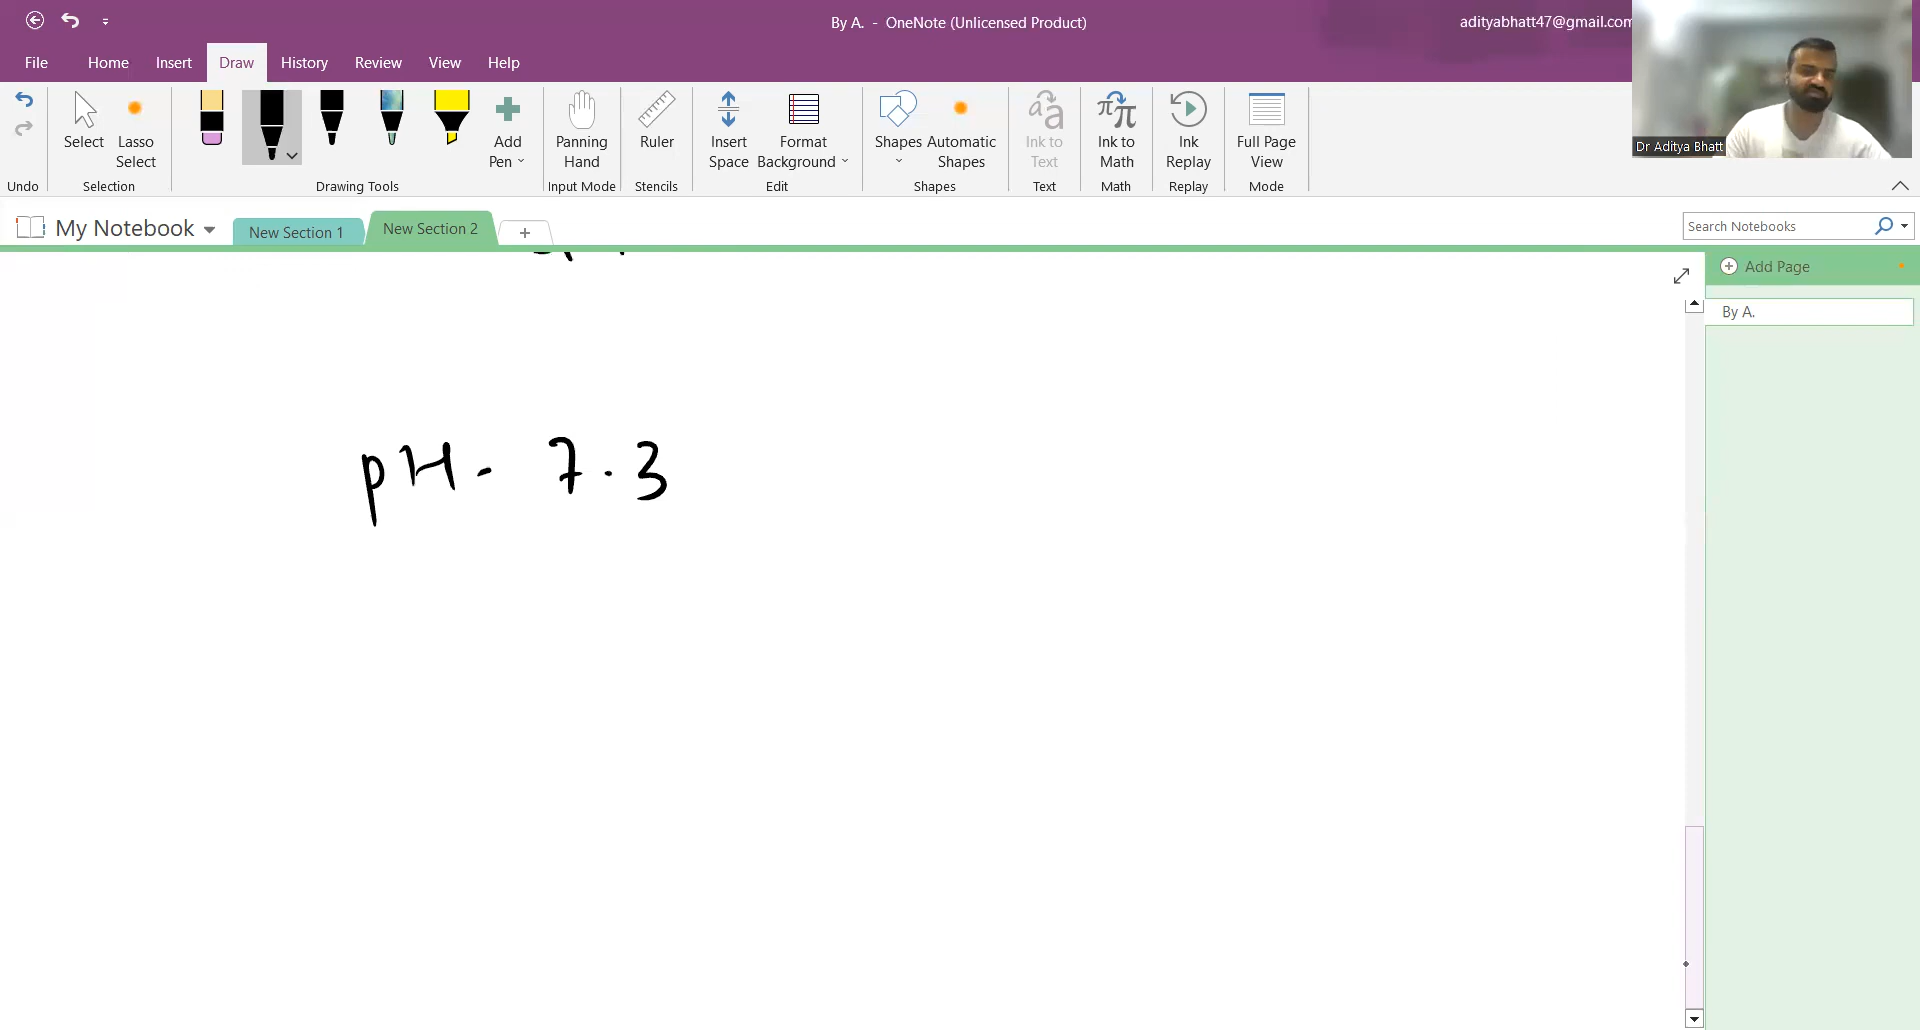 By A. - OneNote (Unlicensed Product)
adityabhatt47@gmail.com
File Home Insert Draw History Review View Help
Select
Lasso Select
Add Pen
Panning Hand
Ruler
Insert Space
Format Background
Shapes
Automatic Shapes
Ink to Text
Ink to Math
Ink Replay
Full Page View
Undo Selection Drawing Tools Input Mode Stencils Edit Shapes Text Math Replay Mode
Dr Aditya Bhatt
My Notebook New Section 1 New Section 2
Search Notebooks
Add Page
By A.
pH - 7.3